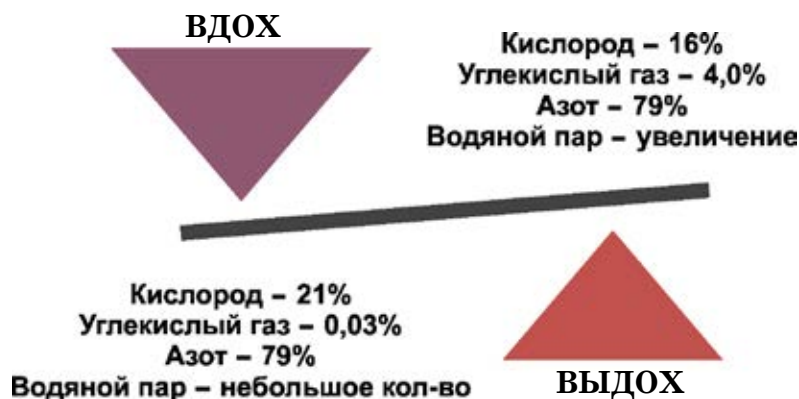 ВДОХ
Кислород – 16%
Углекислый газ – 4,0%
Азот – 79%
Водяной пар – увеличение
Кислород – 21%
Углекислый газ – 0,03%
Азот – 79%
Водяной пар – небольшое кол-во
ВЫДОХ